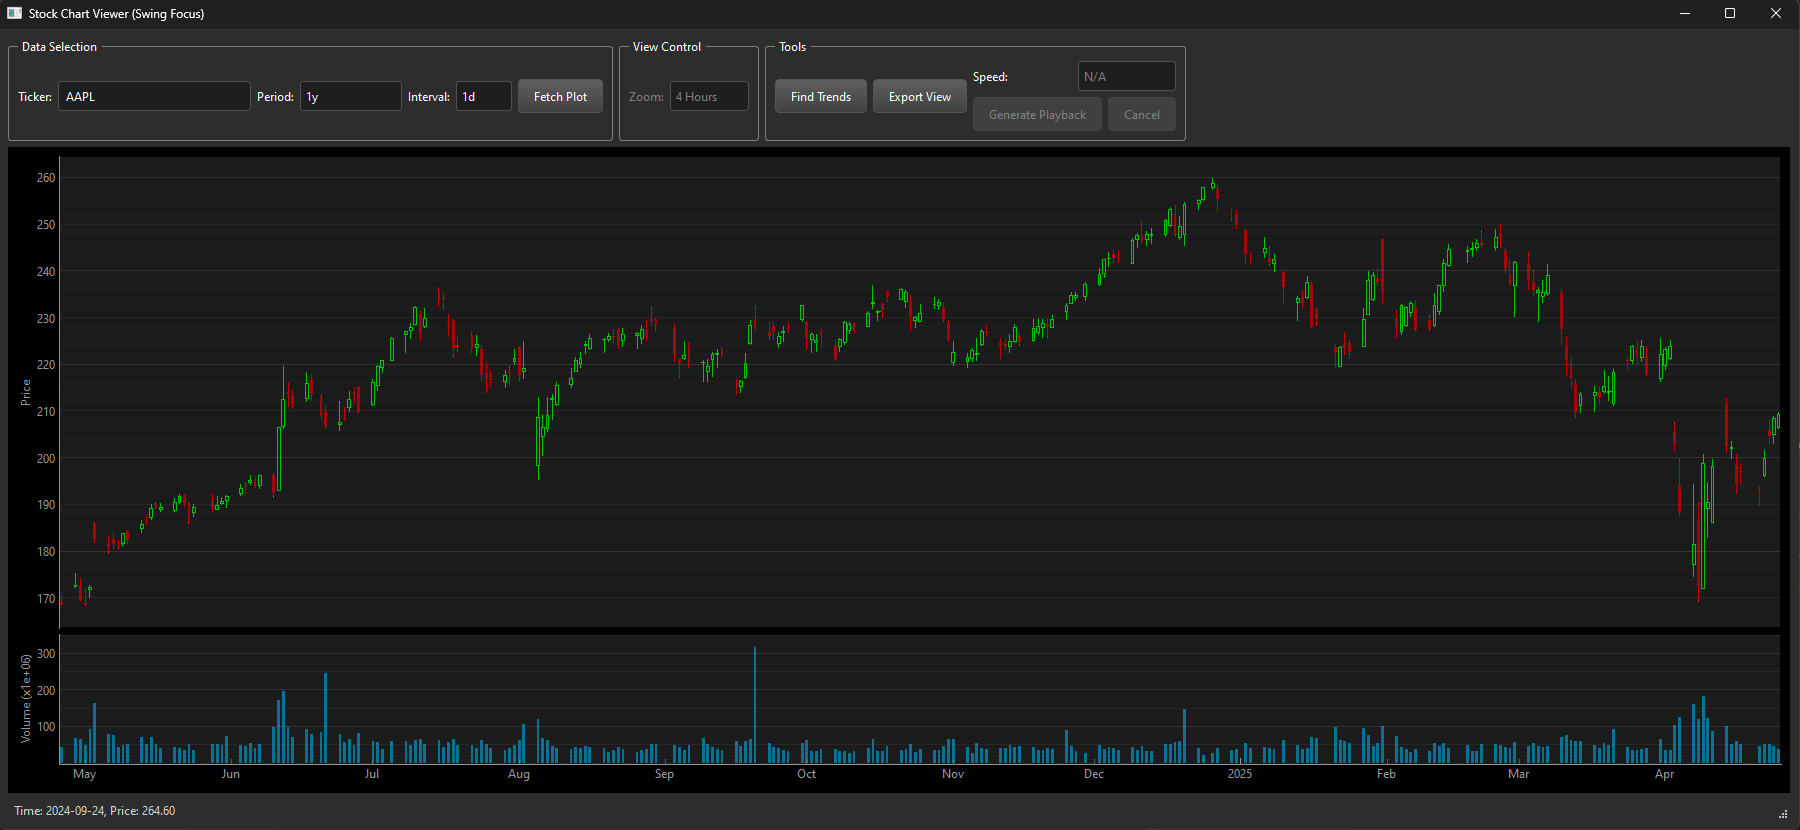 Stock Chart Viewer (Swing Focus)
Data Selection
Ticker: AAPL Period: 1y Interval: 1d Fetch Plot
View Control
Zoom: 4 Hours
Tools
Find Trends Export View
Speed: N/A
Generate Playback Cancel
Price
260
250
240
230
220
210
200
190
180
170
Volume (x1e+06)
300
200
100
May Jun Jul Aug Sep Oct Nov Dec 2025 Feb Mar Apr
Time: 2024-09-24, Price: 264.60